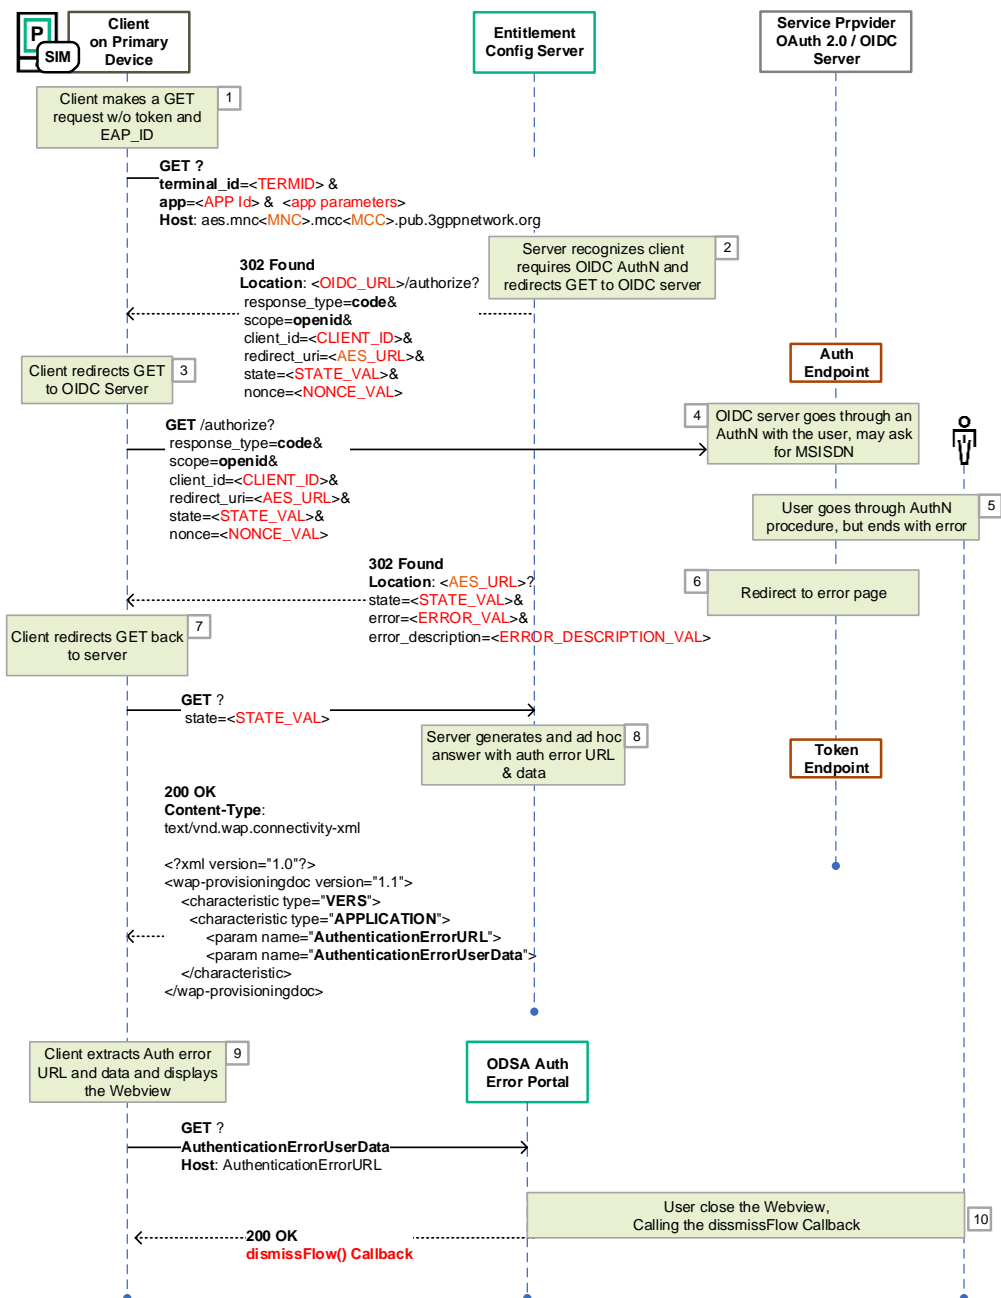 P
SIM
Client
on Primary
Device
Entitlement
Config Server
Service Prpvider
OAuth 2.0 / OIDC
Server
Client makes a GET
request w/o token and
EAP_ID
1
GET ?
terminal_id=<TERMID> &
app=<APP Id> & <app parameters>
Host: aes.mnc<MNC>.mcc<MCC>.pub.3gppnetwork.org
Server recognizes client
requires OIDC AuthN and
redirects GET to OIDC server
2
302 Found
Location: <OIDC_URL>/authorize?
response_type=code&
scope=openid&
client_id=<CLIENT_ID>&
redirect_uri=<AES_URL>&
state=<STATE_VAL>&
nonce=<NONCE_VAL>
Client redirects GET
to OIDC Server
3
Auth
Endpoint
GET /authorize?
response_type=code&
scope=openid&
client_id=<CLIENT_ID>&
redirect_uri=<AES_URL>&
state=<STATE_VAL>&
nonce=<NONCE_VAL>
4
OIDC server goes through an
AuthN with the user, may ask
for MSISDN
User goes through AuthN
procedure, but ends with error
5
302 Found
Location: <AES_URL>?
state=<STATE_VAL>&
error=<ERROR_VAL>&
error_description=<ERROR_DESCRIPTION_VAL>
6
Redirect to error page
Client redirects GET back
to server
7
GET ?
state=<STATE_VAL>
Server generates and ad hoc
answer with auth error URL
& data
8
Token
Endpoint
200 OK
Content-Type:
text/vnd.wap.connectivity-xml
<?xml version="1.0"?>
<wap-provisioningdoc version="1.1">
<characteristic type="VERS">
<characteristic type="APPLICATION">
<param name="AuthenticationErrorURL">
<param name="AuthenticationErrorUserData">
</characteristic>
</wap-provisioningdoc>
Client extracts Auth error
URL and data and displays
the Webview
9
ODSA Auth
Error Portal
GET ?
AuthenticationErrorUserData
Host: AuthenticationErrorURL
User close the Webview,
Calling the dissmissFlow Callback
10
200 OK
dismissFlow() Callback